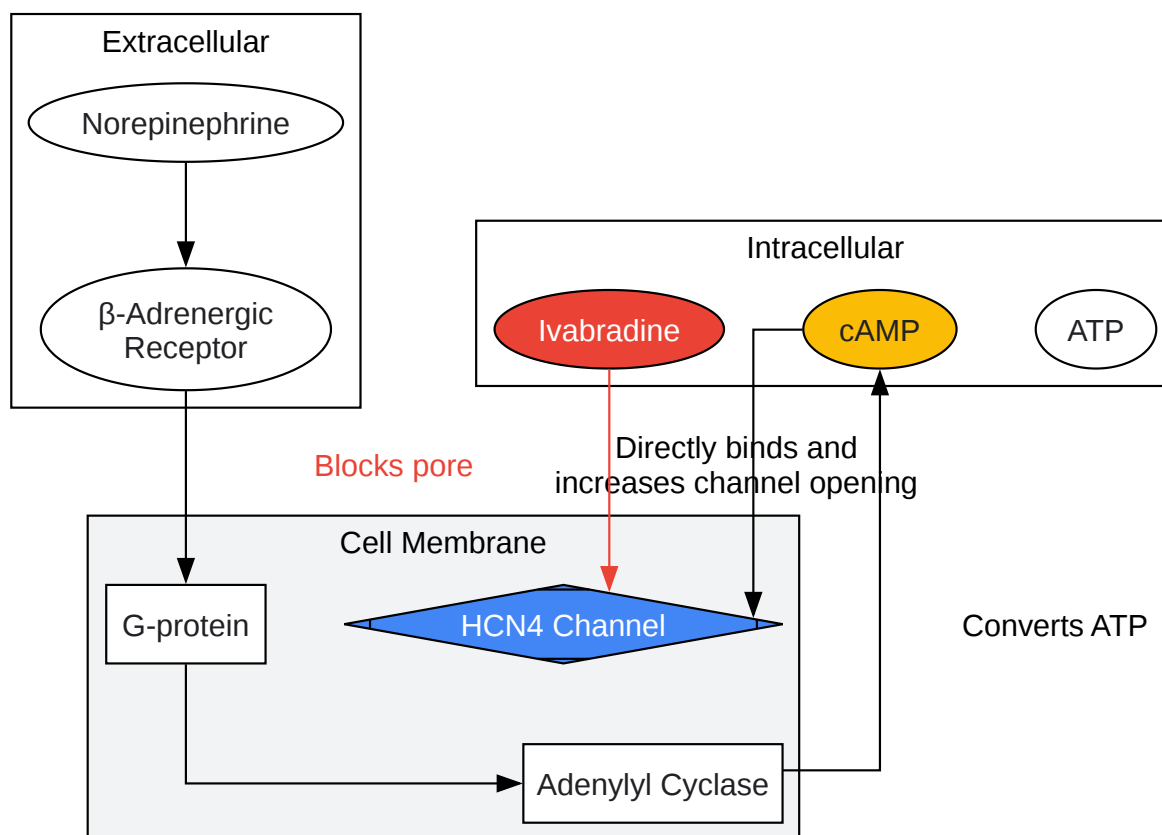 Extracellular
Norepinephrine
β-Adrenergic
Receptor
Intracellular
Ivabradine
cAMP
ATP
Blocks pore
Directly binds and
increases channel opening
Cell Membrane
G-protein
HCN4 Channel
Converts ATP
Adenylyl Cyclase